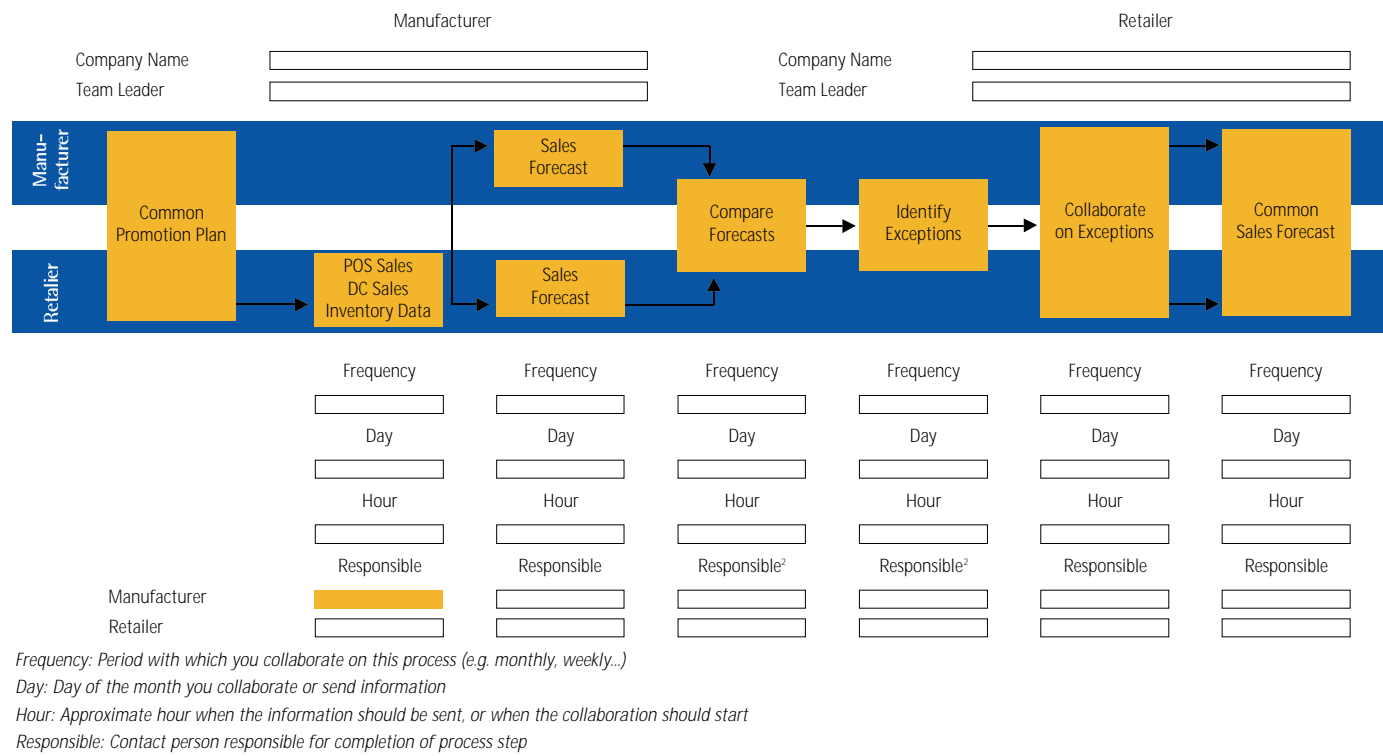 Manufacturer
Retailer
Company Name
Company Name
Team Leader
Team Leader
Manu-
facturer
Retalier
Common
Promotion Plan
POS Sales
DC Sales
Inventory Data
Sales
Forecast
Sales
Forecast
Compare
Forecasts
Identify
Exceptions
Collaborate
on Exceptions
Common
Sales Forecast
Frequency
Frequency
Frequency
Frequency
Frequency
Frequency
Day
Day
Day
Day
Day
Day
Hour
Hour
Hour
Hour
Hour
Hour
Responsible
Responsible
Responsible²
Responsible²
Responsible
Responsible
Manufacturer
Retailer
Frequency: Period with which you collaborate on this process (e.g. monthly, weekly...)
Day: Day of the month you collaborate or send information
Hour: Approximate hour when the information should be sent, or when the collaboration should start
Responsible: Contact person responsible for completion of process step